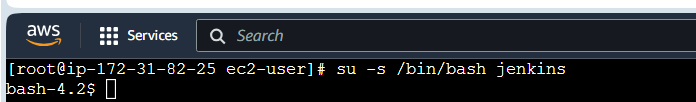 aws Services Search
[root@ip-172-31-82-25 ec2-user]# su -s /bin/bash jenkins
bash-4.2$